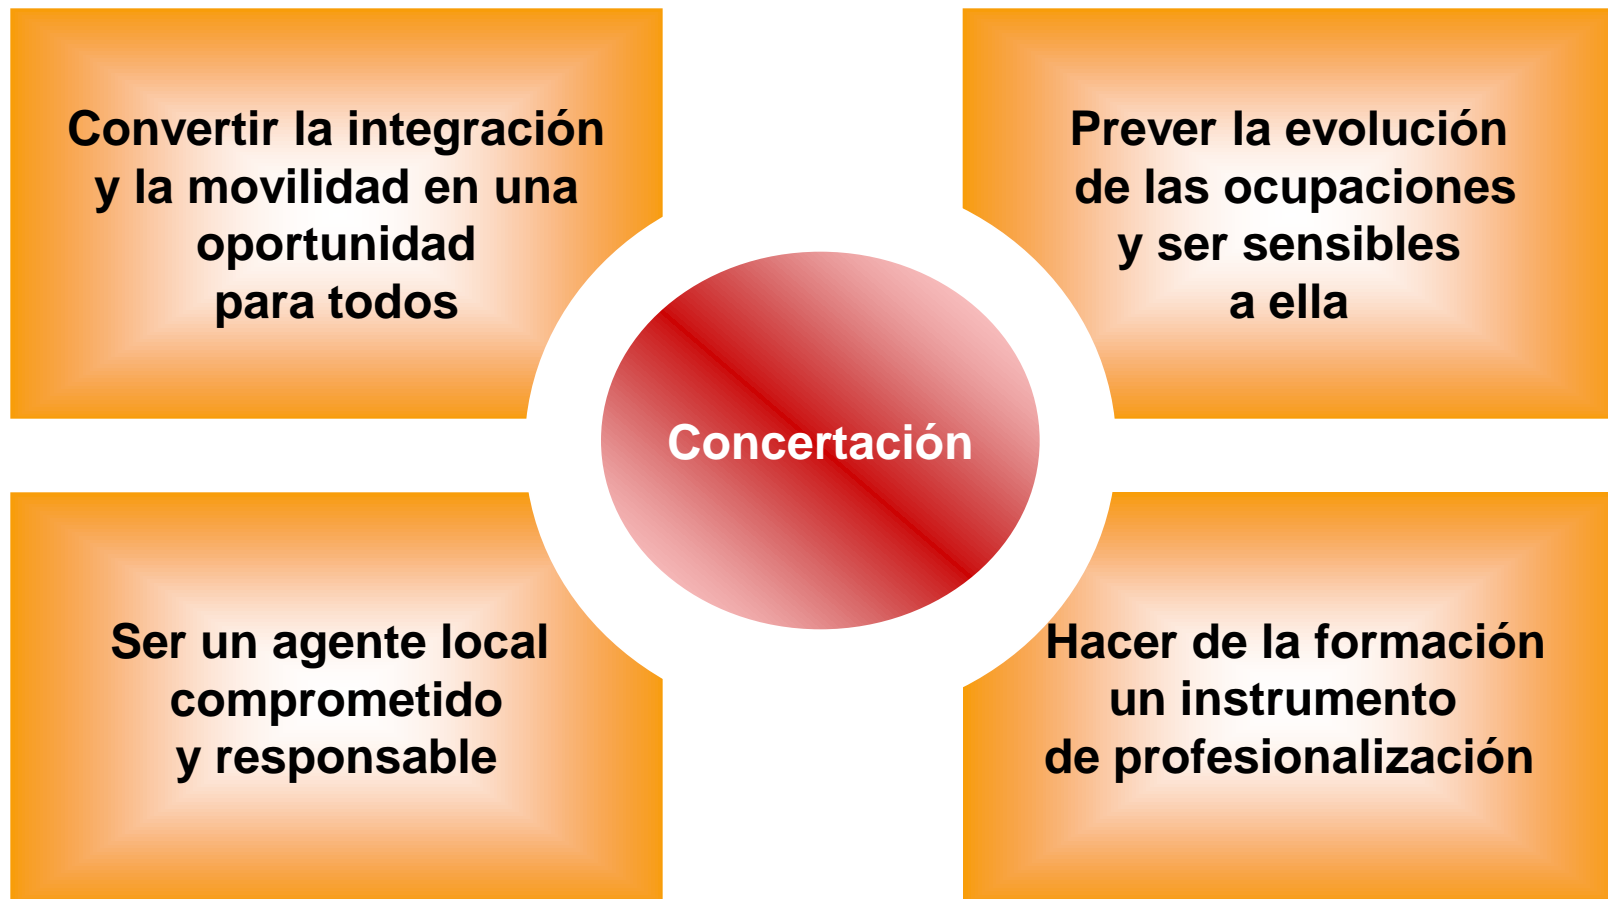 Convertir la integración
y la movilidad en una
oportunidad
para todos
Prever la evolución
de las ocupaciones
y ser sensibles
a ella
Concertación
Ser un agente local
comprometido
y responsable
Hacer de la formación
un instrumento
de profesionalización